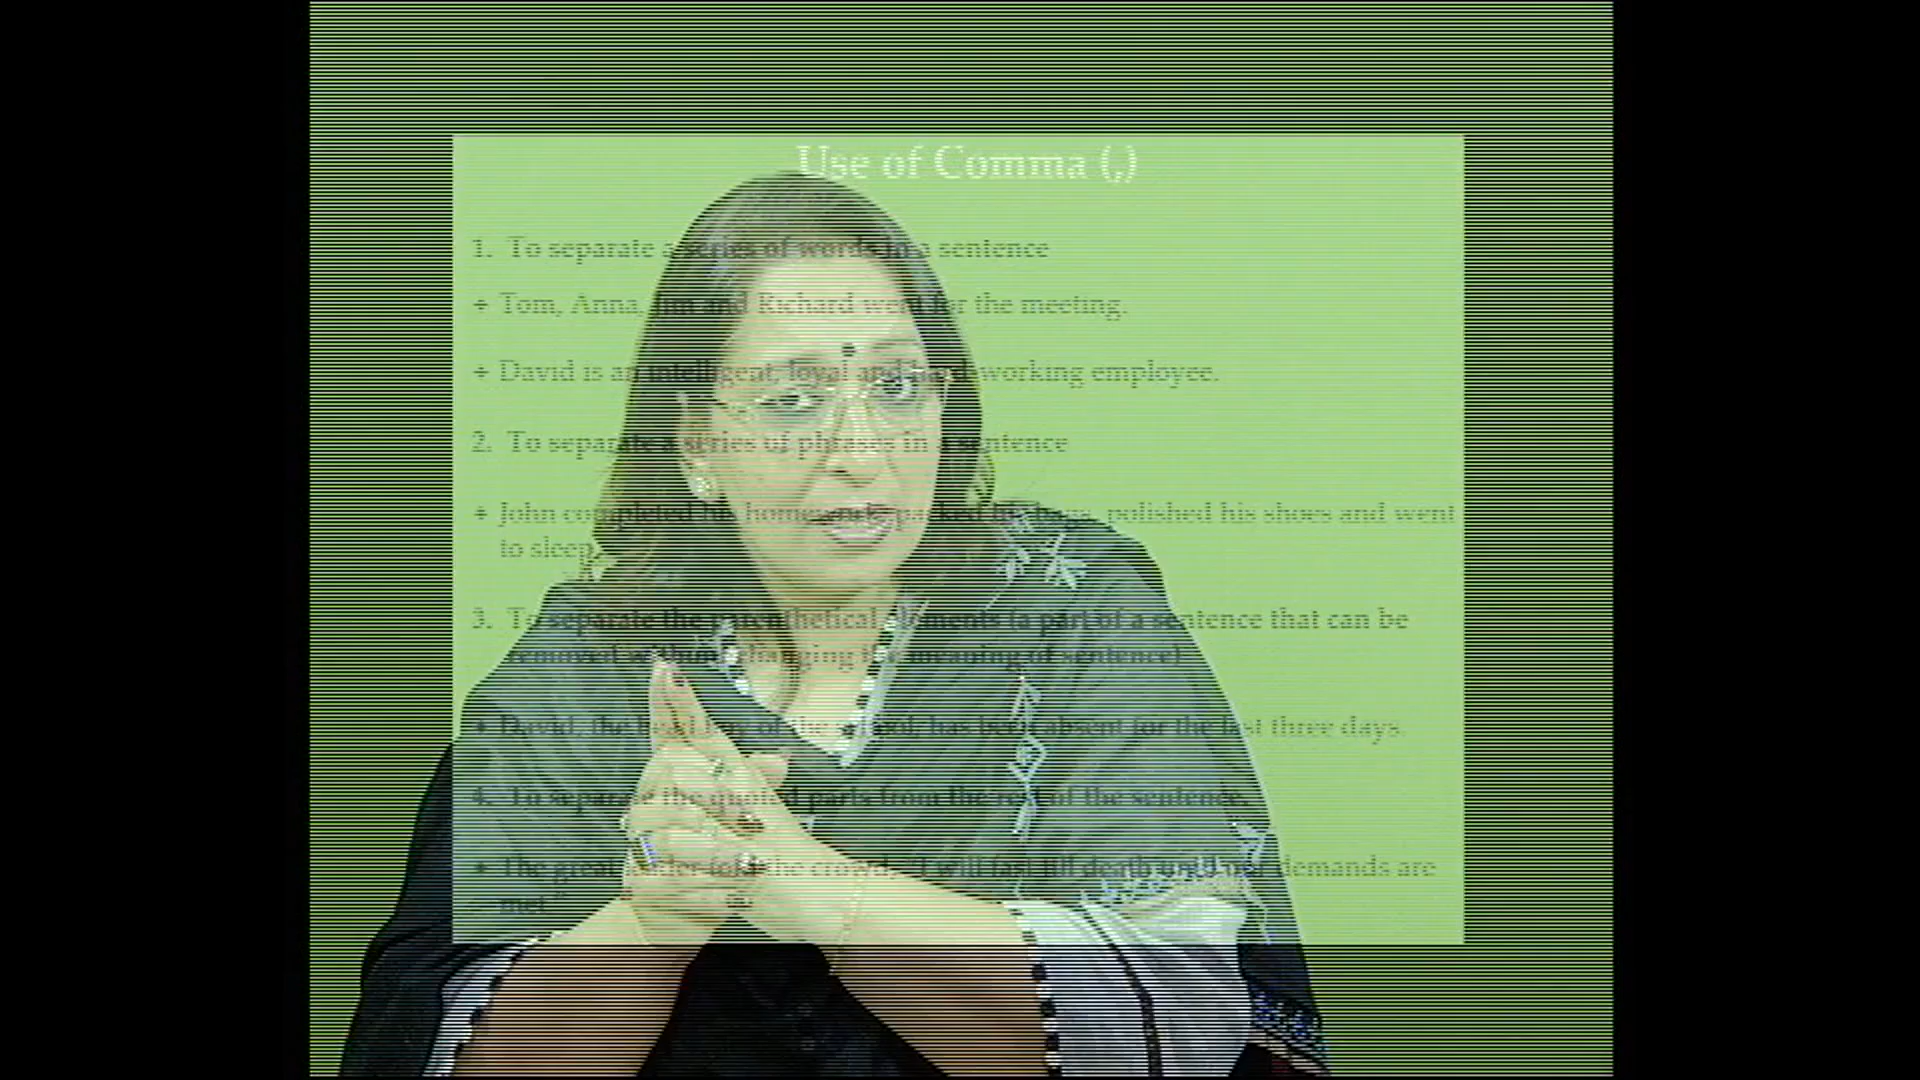 Use of Comma (,)
1. To separate a series of words in a sentence
Tom, Anna, Jim and Richard went for the meeting.
David is an intelligent, loyal and hard working employee.
2. To separate a series of phrases in a sentence
John completed his homework, packed his bags, polished his shoes and went
to sleep.
3. To separate the parenthetical elements (a part of a sentence that can be
removed without changing the meaning of sentence)
David, the head boy of the school, has been absent for the last three days.
4. To separate the quoted parts from the rest of the sentence.
The great leader told the crowd, "I will fast till death until our demands are
met."